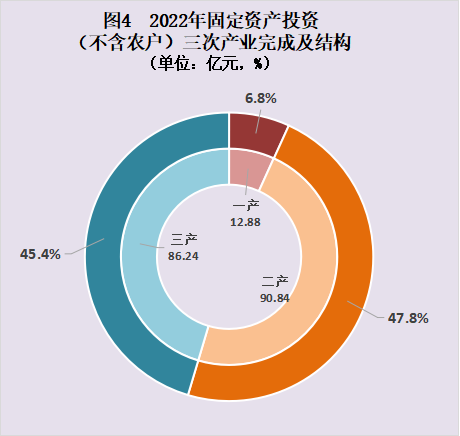 图4 2022年固定资产投资
（不含农户）三次产业完成及结构
（单位：亿元，%）
6.8%
一产
12.88
三产
86.24
45.4%
二产
90.84
47.8%